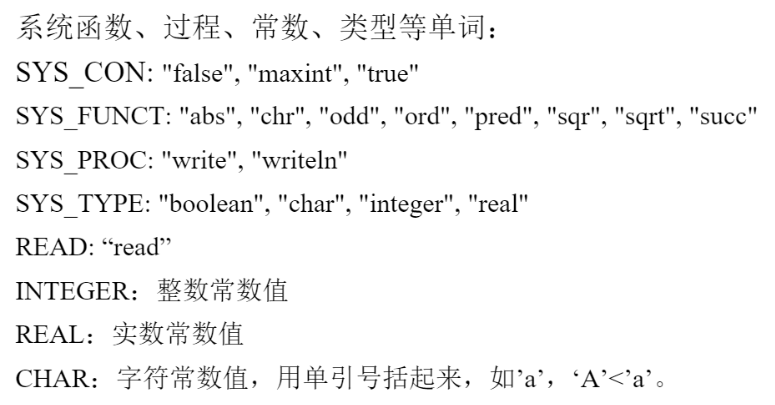 系统函数、过程、常数、类型等单词：
SYS_CON: "false", "maxint", "true"
SYS_FUNCT: "abs", "chr", "odd", "ord", "pred", "sqr", "sqrt", "succ"
SYS_PROC: "write", "writeln"
SYS_TYPE: "boolean", "char", "integer", "real"
READ: “read”
INTEGER：整数常数值
REAL：实数常数值
CHAR：字符常数值，用单引号括起来，如’a’，‘A’<’a’。